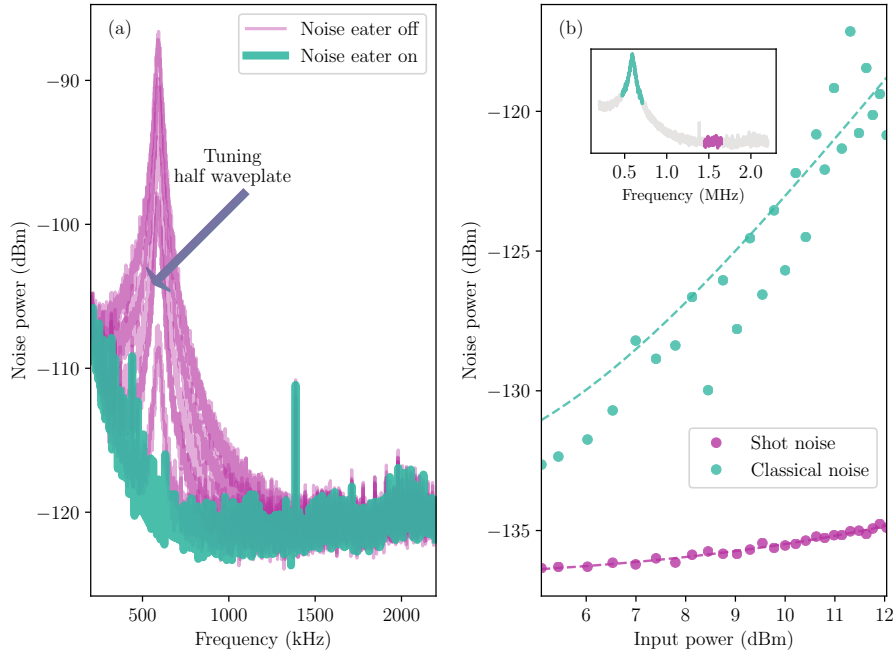 (a)
Noise eater off
Noise eater on
Tuning
half waveplate
−90
−100
−110
−120
Noise power (dBm)
500
1000
1500
2000
Frequency (kHz)
(b)
0.5
1.0
1.5
2.0
Frequency (MHz)
Shot noise
Classical noise
−120
−125
−130
−135
Noise power (dBm)
6
7
8
9
10
11
12
Input power (dBm)